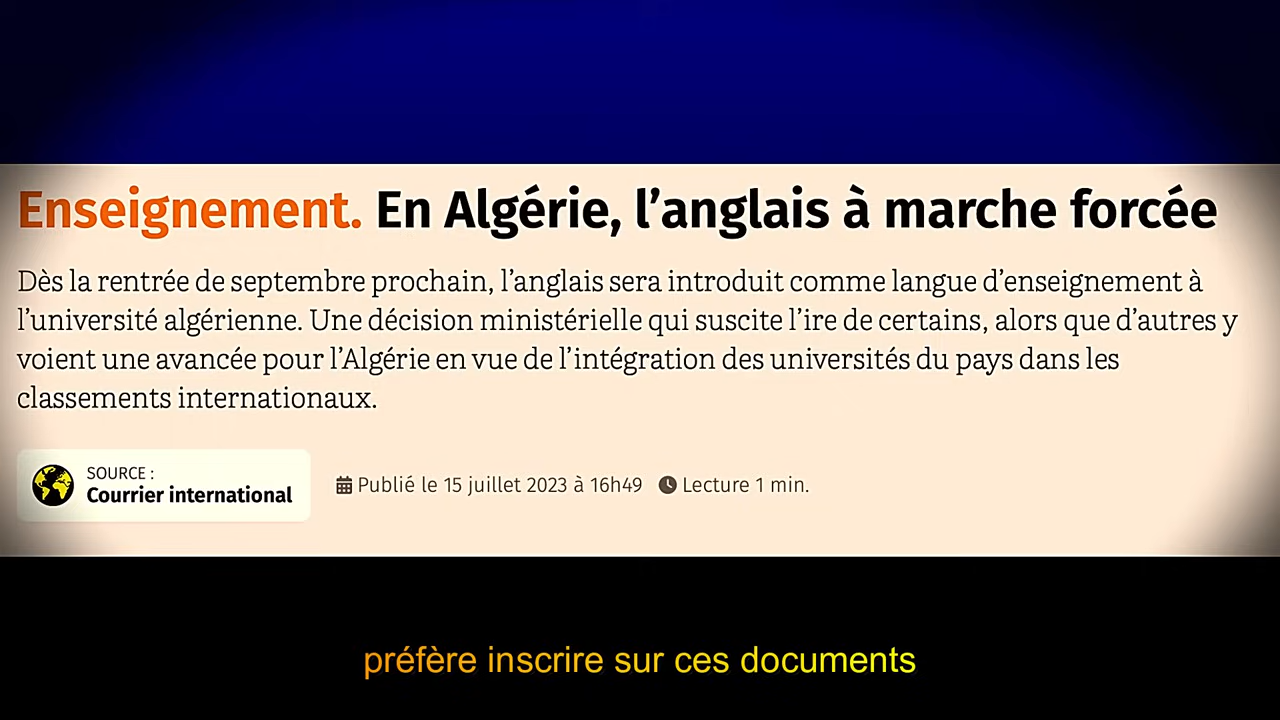 Enseignement. En Algérie, l’anglais à marche forcée
Dès la rentrée de septembre prochain, l’anglais sera introduit comme langue d’enseignement à
l’université algérienne. Une décision ministérielle qui suscite l’ire de certains, alors que d’autres y
voient une avancée pour l’Algérie en vue de l’intégration des universités du pays dans les
classements internationaux.
SOURCE :
Courrier international
Publié le 15 juillet 2023 à 16h49 Lecture 1 min.
préfère inscrire sur ces documents